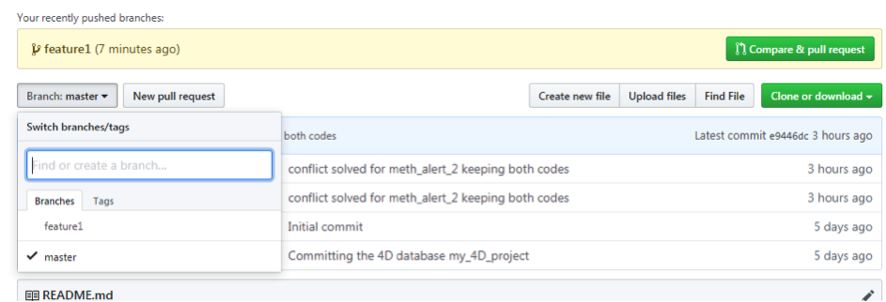 Your recently pushed branches:
feature1 (7 minutes ago)
Compare & pull request
Branch: master
New pull request
Create new file
Upload files
Find File
Clone or download
Switch branches/tags
Find or create a branch...
Branches
Tags
feature1
master
both codes
Latest commit e9446dc 3 hours ago
conflict solved for meth_alert_2 keeping both codes
3 hours ago
conflict solved for meth_alert_2 keeping both codes
3 hours ago
Initial commit
5 days ago
Committing the 4D database my_4D_project
5 days ago
README.md